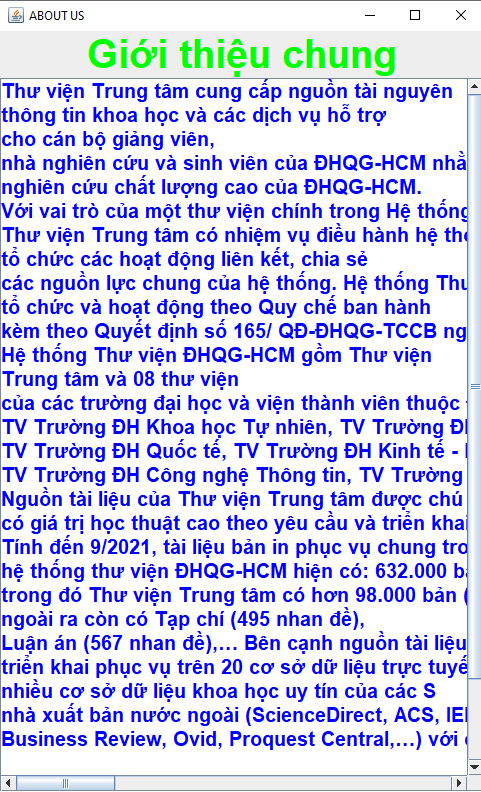 ABOUT US
Giới thiệu chung
Thư viện Trung tâm cung cấp nguồn tài nguyên
thông tin khoa học và các dịch vụ hỗ trợ
cho cán bộ giảng viên,
nhà nghiên cứu và sinh viên của ĐHQG-HCM nhằ
nghiên cứu chất lượng cao của ĐHQG-HCM.
Với vai trò của một thư viện chính trong Hệ thống
Thư viện Trung tâm có nhiệm vụ điều hành hệ thố
tổ chức các hoạt động liên kết, chia sẻ
các nguồn lực chung của hệ thống. Hệ thống Thư
tổ chức và hoạt động theo Quy chế ban hành
kèm theo Quyết định số 165/ QĐ-ĐHQG-TCCB ng
Hệ thống Thư viện ĐHQG-HCM gồm Thư viện
Trung tâm và 08 thư viện
của các trường đại học và viện thành viên thuộc
TV Trường ĐH Khoa học Tự nhiên, TV Trường ĐH
TV Trường ĐH Quốc tế, TV Trường ĐH Kinh tế -
TV Trường ĐH Công nghệ Thông tin, TV Trường
Nguồn tài liệu của Thư viện Trung tâm được chú
có giá trị học thuật cao theo yêu cầu và triển khai
Tính đến 9/2021, tài liệu bản in phục vụ chung tro
hệ thống thư viện ĐHQG-HCM hiện có: 632.000 bả
trong đó Thư viện Trung tâm có hơn 98.000 bản (
ngoài ra còn có Tạp chí (495 nhan đề),
Luận án (567 nhan đề),… Bên cạnh nguồn tài liệu
triển khai phục vụ trên 20 cơ sở dữ liệu trực tuyế
nhiều cơ sở dữ liệu khoa học uy tín của các S
nhà xuất bản nước ngoài (ScienceDirect, ACS, IEE
Business Review, Ovid, Proquest Central,…) với